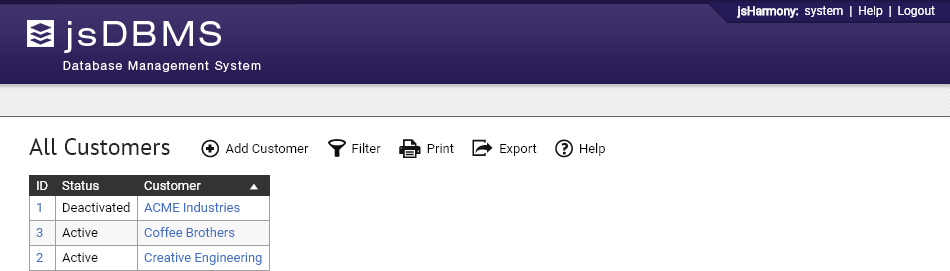 jsHarmony: system | Help | Logout
jsDBMS
Database Management System
All Customers Add Customer Filter Print Export Help
ID Status Customer
1 Deactivated ACME Industries
3 Active Coffee Brothers
2 Active Creative Engineering